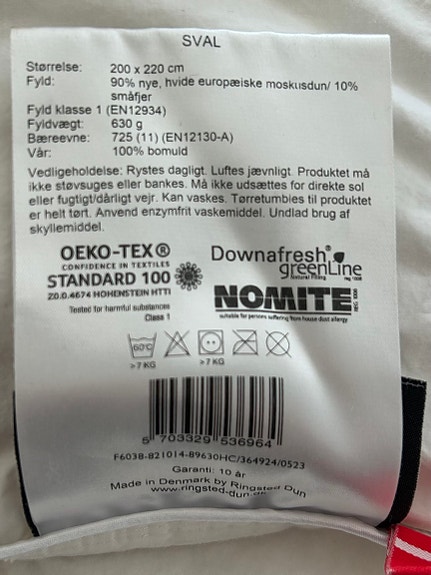 SVAL
Størrelse: 200 x 220 cm
Fyld: 90% nye, hvide europæiske moskusdun/ 10%
småfjer
Fyld klasse 1 (EN12934)
Fyldvægt: 630 g
Bæreevne: 725 (11) (EN12130-A)
Vår: 100% bomuld
Vedligeholdelse: Rystes dagligt. Luftes jævnligt. Produktet må
ikke støvsuges eller bankes. Må ikke udsættes for direkte sol
eller fugtigt/dårligt vejr. Kan vaskes. Tørretumbles til produktet
er helt tørt. Anvend enzymfrit vaskemiddel. Undlad brug af
skyllemiddel.
OEKO-TEX®
CONFIDENCE IN TEXTILES
STANDARD 100
ZO.0.4674 HOHENSTEIN HTTI
Tested for harmful substances
Class 1
Downafresh®
greenLine
Natural Filling
NOMITE
suitable for persons suffering from house dust allergy
60°C
>7 KG
>7 KG
5 703329 536964
F6038-821014-89630HC/364924/0523
Garanti: 10 år
Made in Denmark by Ringsted Dun
www.ringsted-dun.dk